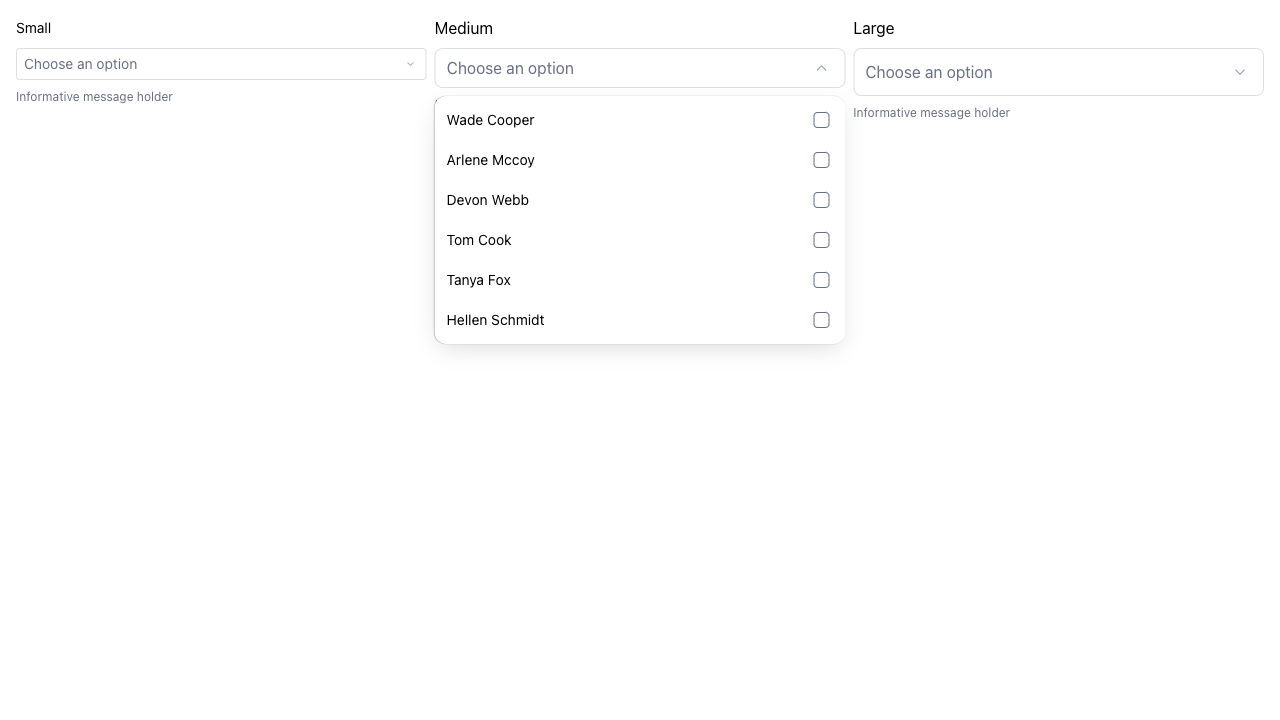 Small
Choose an option
Informative message holder
Medium
Choose an option
Wade Cooper
Arlene Mccoy
Devon Webb
Tom Cook
Tanya Fox
Hellen Schmidt
Large
Choose an option
Informative message holder